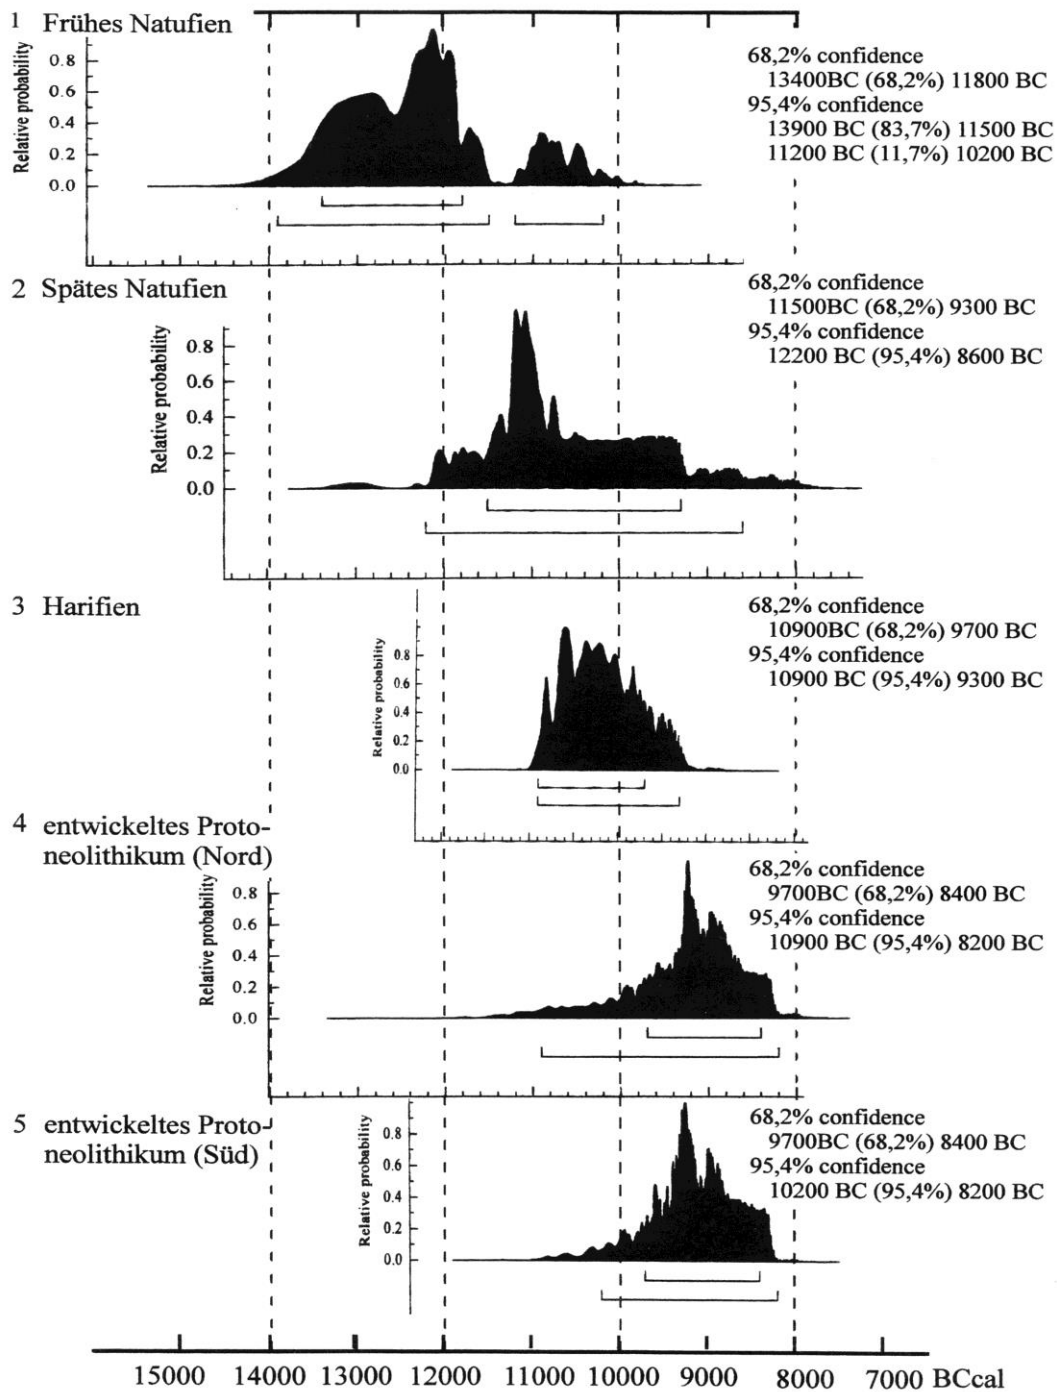 1 Frühes Natufien
Relative probability
0.8
0.6
0.4
0.2
0.0
68,2% confidence
13400BC (68,2%) 11800 BC
95,4% confidence
13900 BC (83,7%) 11500 BC
11200 BC (11,7%) 10200 BC
2 Spätes Natufien
Relative probability
0.8
0.6
0.4
0.2
0.0
68,2% confidence
11500BC (68,2%) 9300 BC
95,4% confidence
12200 BC (95,4%) 8600 BC
3 Harifien
Relative probability
0.8
0.6
0.4
0.2
0.0
68,2% confidence
10900BC (68,2%) 9700 BC
95,4% confidence
10900 BC (95,4%) 9300 BC
4 entwickeltes Proto-
neolithikum (Nord)
Relative probability
0.8
0.6
0.4
0.2
0.0
68,2% confidence
9700BC (68,2%) 8400 BC
95,4% confidence
10900 BC (95,4%) 8200 BC
5 entwickeltes Proto-
neolithikum (Süd)
Relative probability
0.8
0.6
0.4
0.2
0.0
68,2% confidence
9700BC (68,2%) 8400 BC
95,4% confidence
10200 BC (95,4%) 8200 BC
15000 14000 13000 12000 11000 10000 9000 8000 7000 BCcal